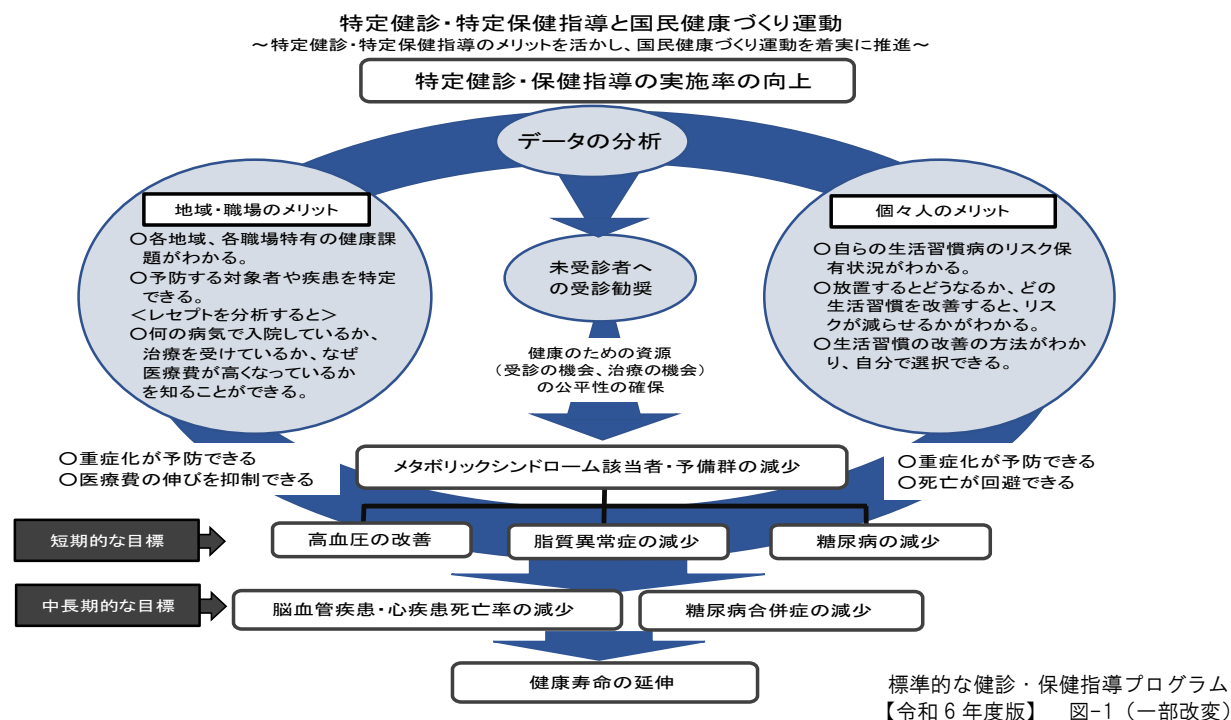 特定健診・特定保健指導と国民健康づくり運動
～特定健診・特定保健指導のメリットを活かし、国民健康づくり運動を着実に推進～
特定健診・保健指導の実施率の向上
データの分析
地域・職場のメリット
○各地域、各職場特有の健康課
題がわかる。
○予防する対象者や疾患を特定
できる。
＜レセプトを分析すると＞
○何の病気で入院しているか、
治療を受けているか、なぜ
医療費が高くなっているか
を知ることができる。
未受診者へ
の受診勧奨
個々人のメリット
○自らの生活習慣病のリスク保
有状況がわかる。
○放置するとどうなるか、どの
生活習慣を改善すると、リス
クが減らせるかがわかる。
○生活習慣の改善の方法がわか
り、自分で選択できる。
健康のための資源
（受診の機会、治療の機会）
の公平性の確保
○重症化が予防できる
○医療費の伸びを抑制できる
メタボリックシンドローム該当者・予備群の減少
○重症化が予防できる
○死亡が回避できる
短期的な目標
高血圧の改善
脂質異常症の減少
糖尿病の減少
中長期的な目標
脳血管疾患・心疾患死亡率の減少
糖尿病合併症の減少
健康寿命の延伸
標準的な健診・保健指導プログラム
【令和６年度版】　図-1（一部改変）